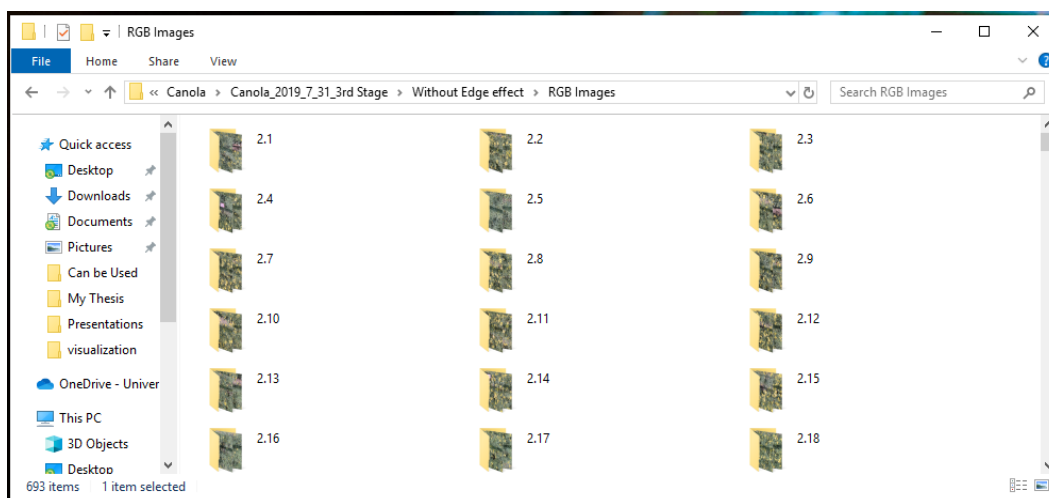 RGB Images
File Home Share View
« Canola > Canola_2019_7_31_3rd Stage > Without Edge effect > RGB Images
Search RGB Images
Quick access
Desktop
Downloads
Documents
Pictures
Can be Used
My Thesis
Presentations
visualization
OneDrive - Univer
This PC
3D Objects
Desktop
2.1 2.2 2.3
2.4 2.5 2.6
2.7 2.8 2.9
2.10 2.11 2.12
2.13 2.14 2.15
2.16 2.17 2.18
693 items 1 item selected